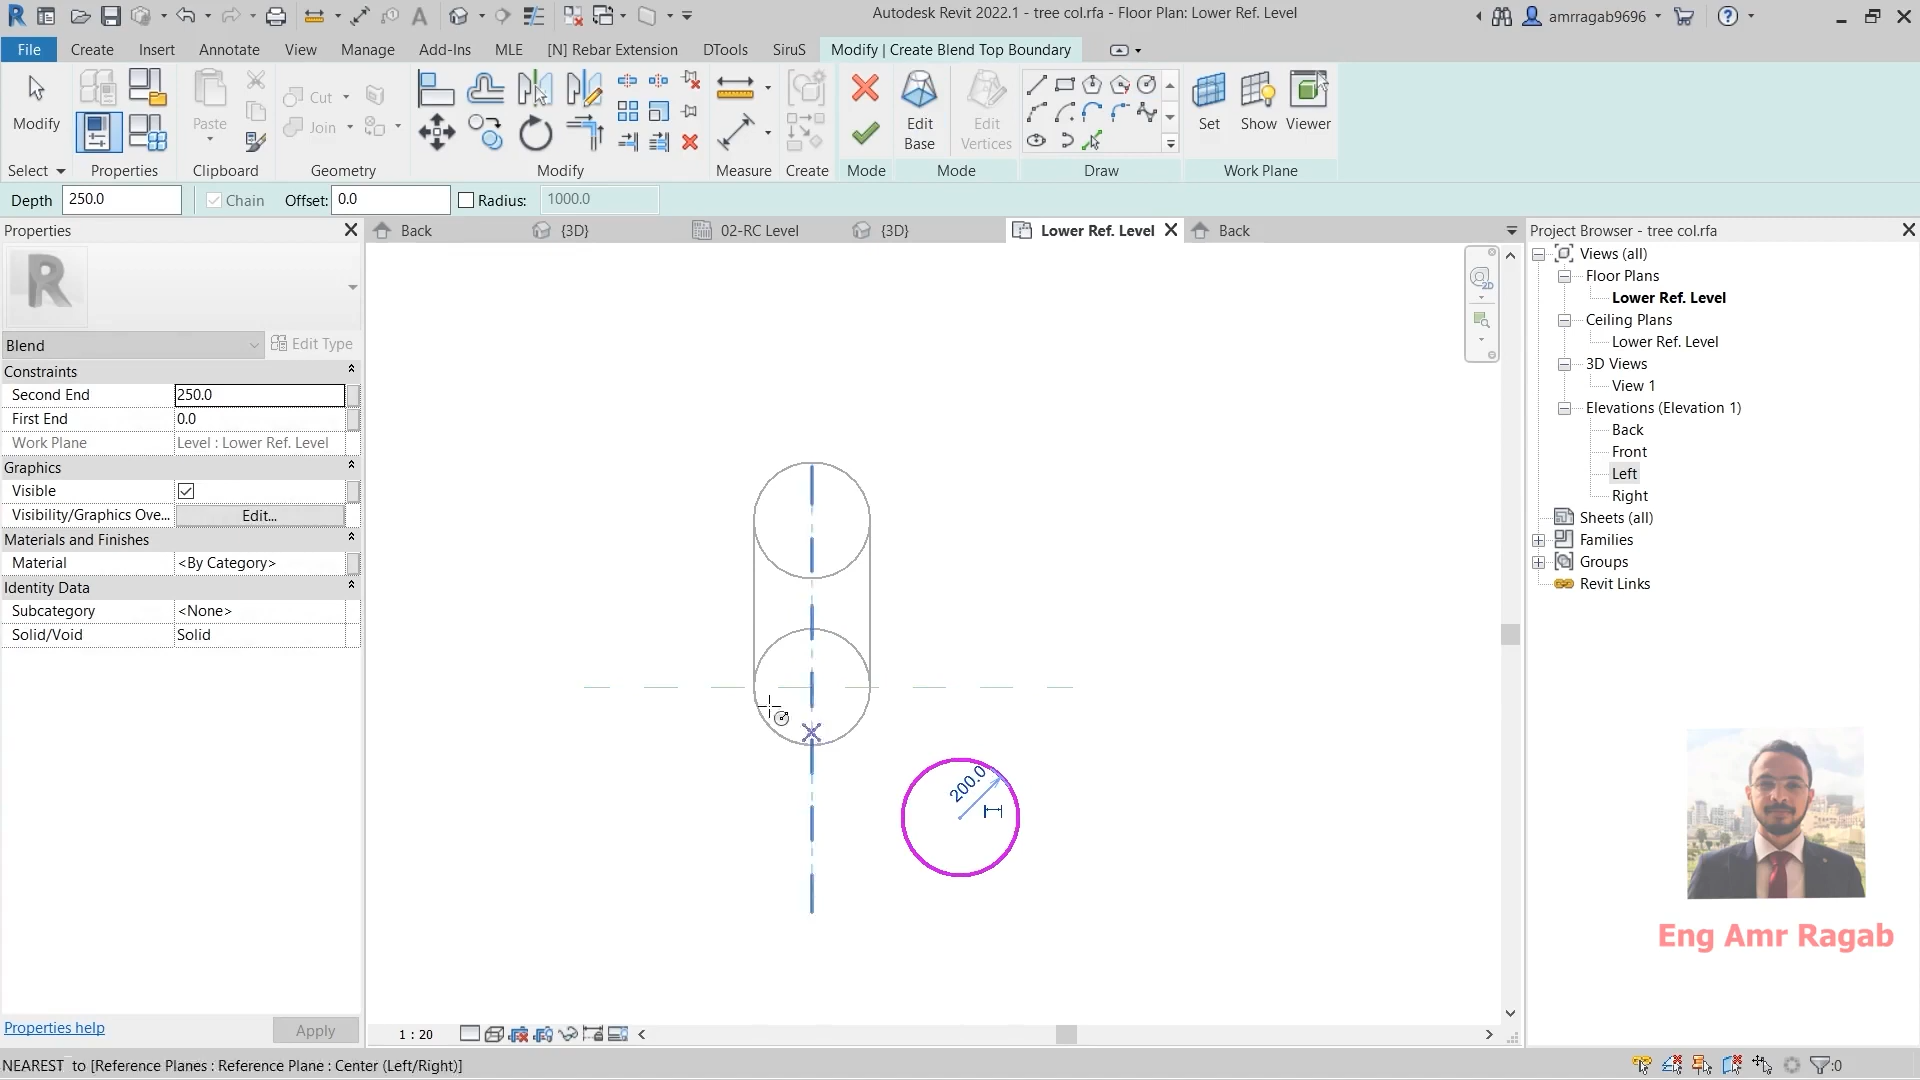 Autodesk Revit 2022.1 - tree col.rfa - Floor Plan: Lower Ref. Level
amrragab9696
File Create Insert Annotate View Manage Add-Ins MLE [N] Rebar Extension DTools SiruS Modify | Create Blend Top Boundary
Modify Paste Cut Join Edit Base Edit Vertices Set Show Viewer
Select Properties Clipboard Geometry Modify Measure Create Mode Mode Draw Work Plane
Depth 250.0 Chain Offset: 0.0 Radius: 1000.0
Properties Back {3D} 02-RC Level {3D} Lower Ref. Level Back Project Browser - tree col.rfa
R
Blend Edit Type
Constraints
Second End 250.0
First End 0.0
Work Plane Level : Lower Ref. Level
Graphics
Visible
Visibility/Graphics Ove... Edit...
Materials and Finishes
Material <By Category>
Identity Data
Subcategory <None>
Solid/Void Solid
Properties help Apply
2D
200.0
Views (all)
Floor Plans
Lower Ref. Level
Ceiling Plans
Lower Ref. Level
3D Views
View 1
Elevations (Elevation 1)
Back
Front
Left
Right
Sheets (all)
Families
Groups
Revit Links
Eng Amr Ragab
1 : 20
NEAREST to [Reference Planes : Reference Plane : Center (Left/Right)]
:0